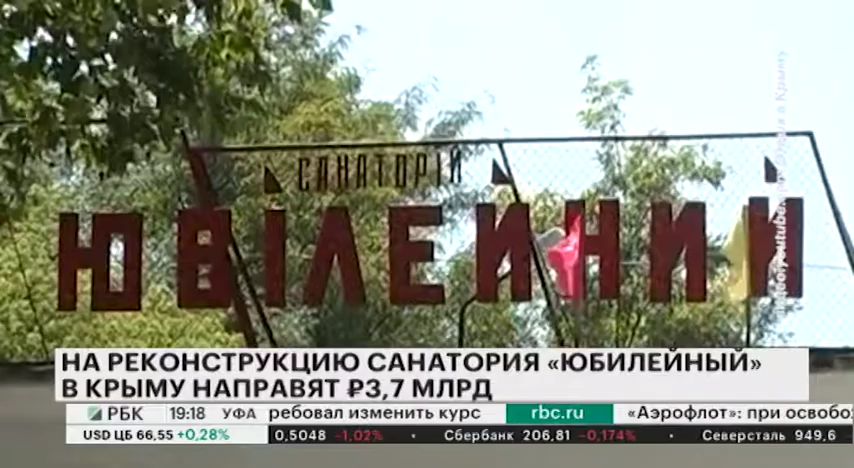 САНАТОРІЙ
ЮВІЛЕЙНИЙ
НА РЕКОНСТРУКЦИЮ САНАТОРИЯ «ЮБИЛЕЙНЫЙ»
В КРЫМУ НАПРАВЯТ ₽3,7 МЛРД
РБК 19:18 УФА ребовал изменить курс rbc.ru «Аэрофлот»: при освобо
USD ЦБ 66,55 +0,28% 0,5048 -1,02% • Сбербанк 206,81 -0,174% • Северсталь 949,6